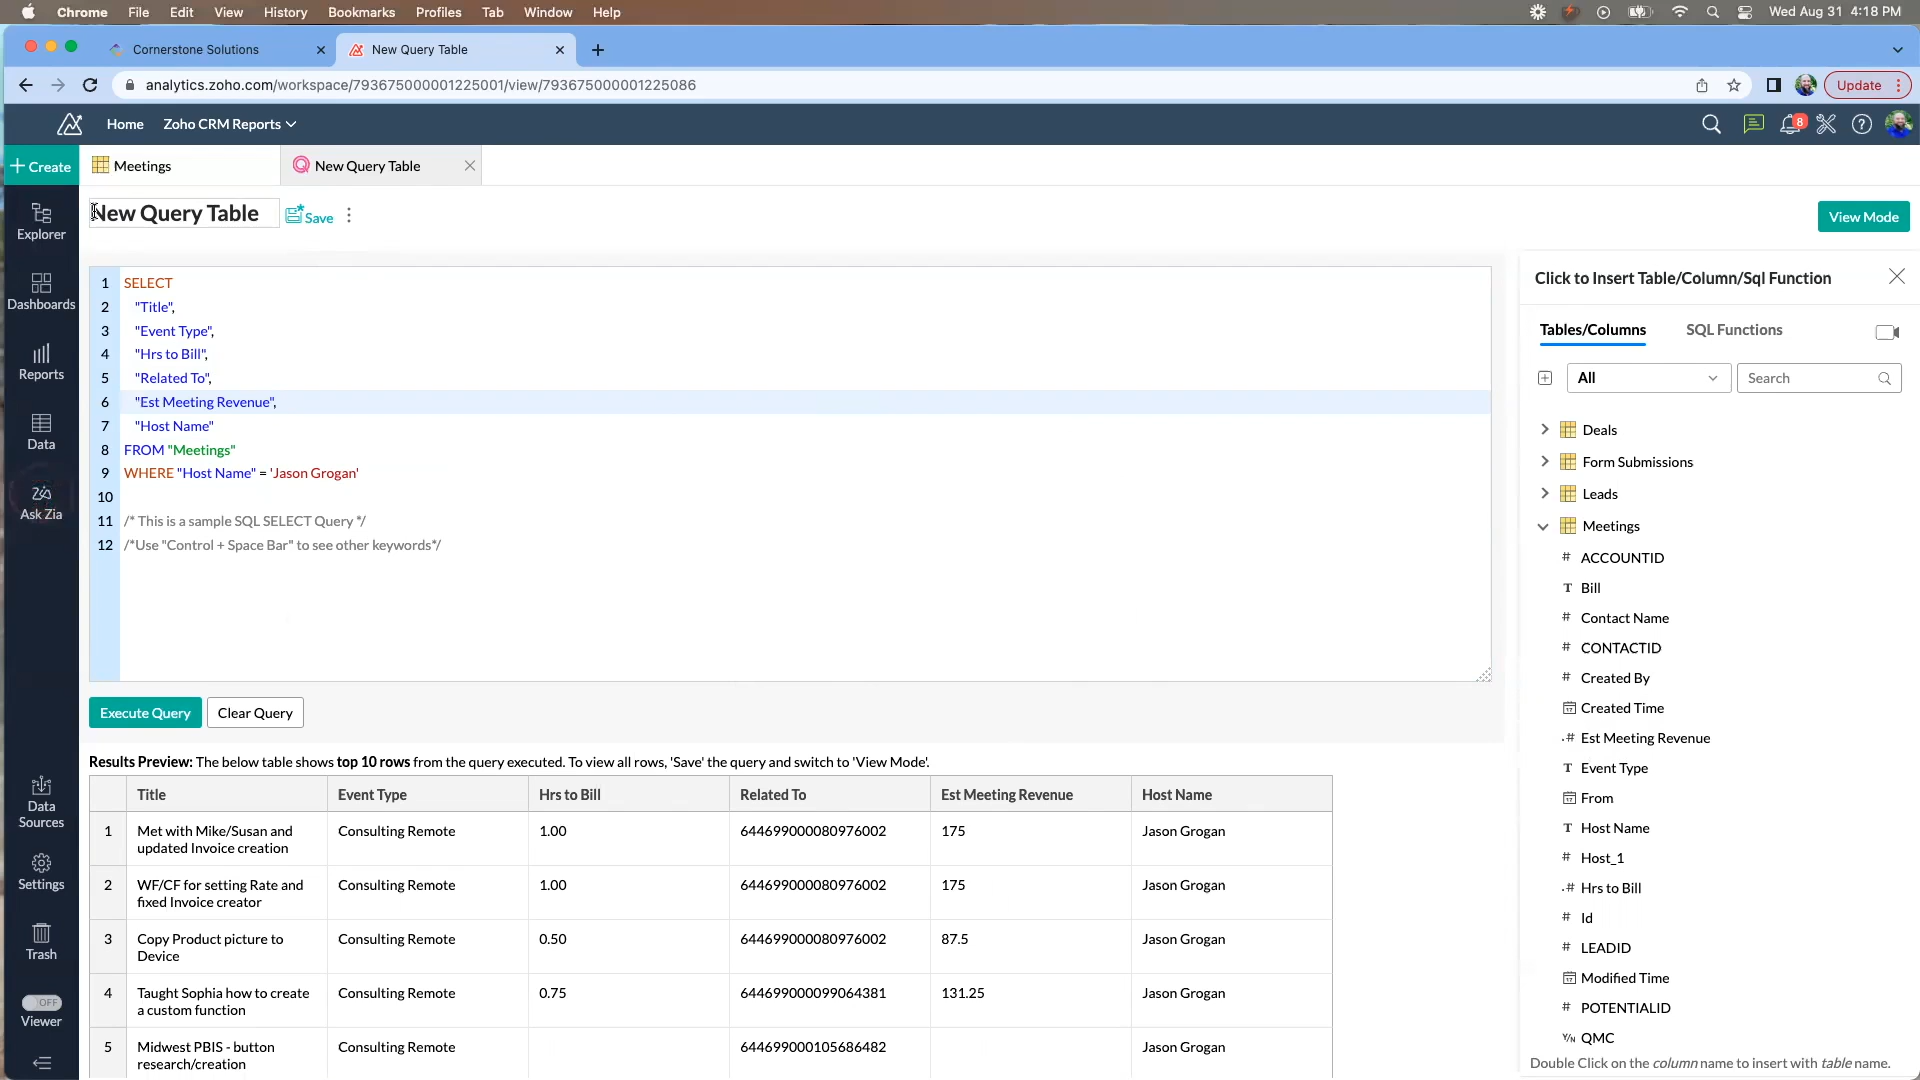 Chrome File Edit View History Bookmarks Profiles Tab Window Help Wed Aug 31 4:18 PM
Cornerstone Solutions New Query Table
analytics.zoho.com/workspace/793675000001225001/view/793675000001225086 Update
Home Zoho CRM Reports 8
+ Create Meetings New Query Table
New Query Table Save View Mode
Explorer
Dashboards
Reports
Data
Ask Zia
Data
Sources
Settings
Trash
OFF
Viewer
1 SELECT
2 "Title",
3 "Event Type",
4 "Hrs to Bill",
5 "Related To",
6 "Est Meeting Revenue",
7 "Host Name"
8 FROM "Meetings"
9 WHERE "Host Name" = 'Jason Grogan'
10
11 /* This is a sample SQL SELECT Query */
12 /*Use "Control + Space Bar" to see other keywords*/
Execute Query Clear Query
Results Preview: The below table shows top 10 rows from the query executed. To view all rows, 'Save' the query and switch to 'View Mode'.
Title Event Type Hrs to Bill Related To Est Meeting Revenue Host Name
1 Met with Mike/Susan and Consulting Remote 1.00 644699000080976002 175 Jason Grogan
updated Invoice creation
2 WF/CF for setting Rate and Consulting Remote 1.00 644699000080976002 175 Jason Grogan
fixed Invoice creator
3 Copy Product picture to Consulting Remote 0.50 644699000080976002 87.5 Jason Grogan
Device
4 Taught Sophia how to create Consulting Remote 0.75 644699000099064381 131.25 Jason Grogan
a custom function
5 Midwest PBIS - button Consulting Remote 644699000105686482 Jason Grogan
research/creation
Click to Insert Table/Column/Sql Function
Tables/Columns SQL Functions
All Search
Deals
Form Submissions
Leads
Meetings
# ACCOUNTID
T Bill
# Contact Name
# CONTACTID
# Created By
Created Time
.# Est Meeting Revenue
T Event Type
From
T Host Name
# Host_1
.# Hrs to Bill
# Id
# LEADID
Modified Time
# POTENTIALID
Y/N QMC
Double Click on the column name to insert with table name.